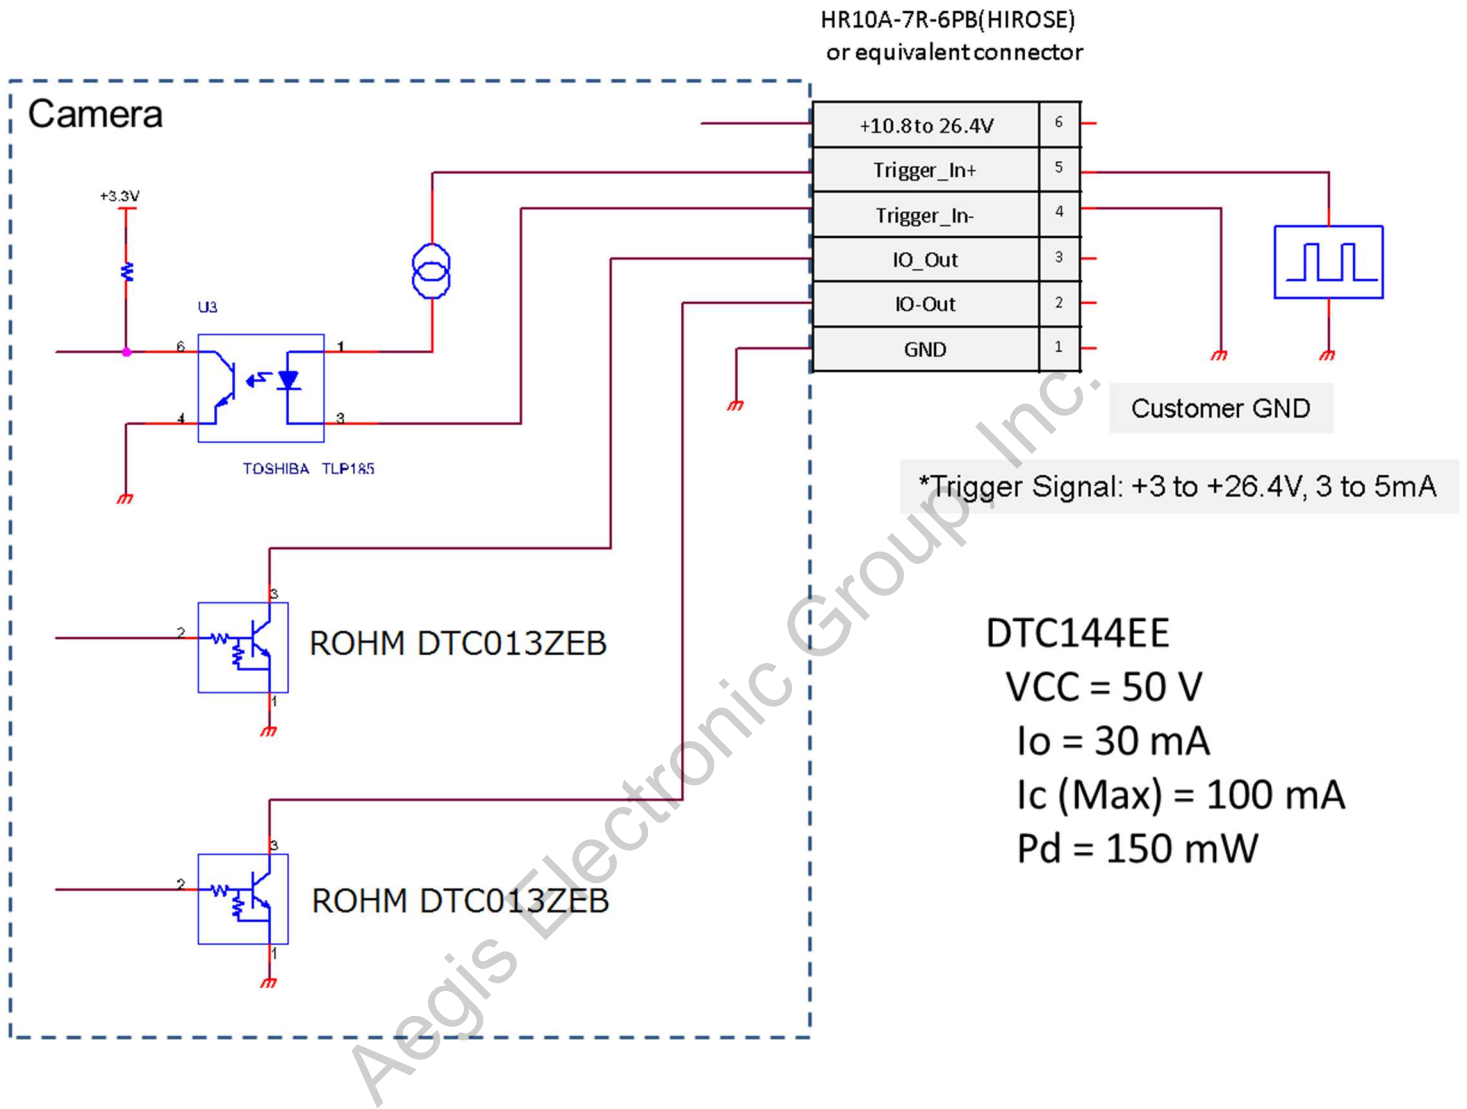 HR10A-7R-6PB(HIROSE)
or equivalent connector
Camera
+10.8 to 26.4V 6
Trigger_In+ 5
Trigger_In- 4
IO_Out 3
IO-Out 2
GND 1
+3.3V
U3
6
1
4
3
TOSHIBA TLP185
Customer GND
*Trigger Signal: +3 to +26.4V, 3 to 5mA
3
2
ROHM DTC013ZEB
1
DTC144EE
VCC = 50 V
Io = 30 mA
Ic (Max) = 100 mA
Pd = 150 mW
3
2
ROHM DTC013ZEB
1
Aegis Electronic Group, Inc.